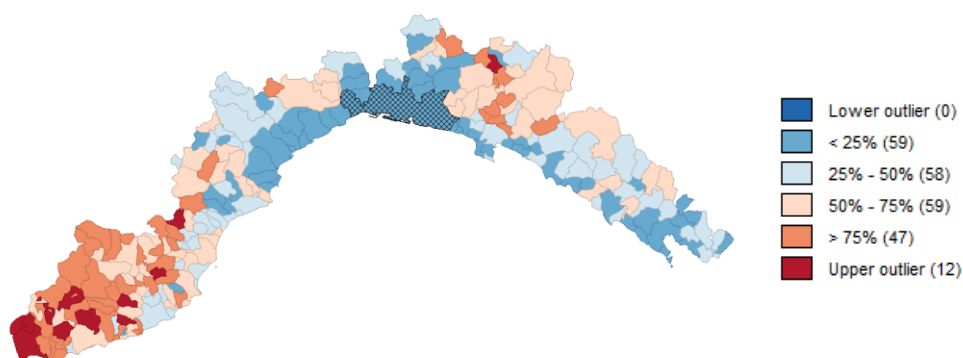 Lower outlier (0)
< 25% (59)
25% - 50% (58)
50% - 75% (59)
> 75% (47)
Upper outlier (12)